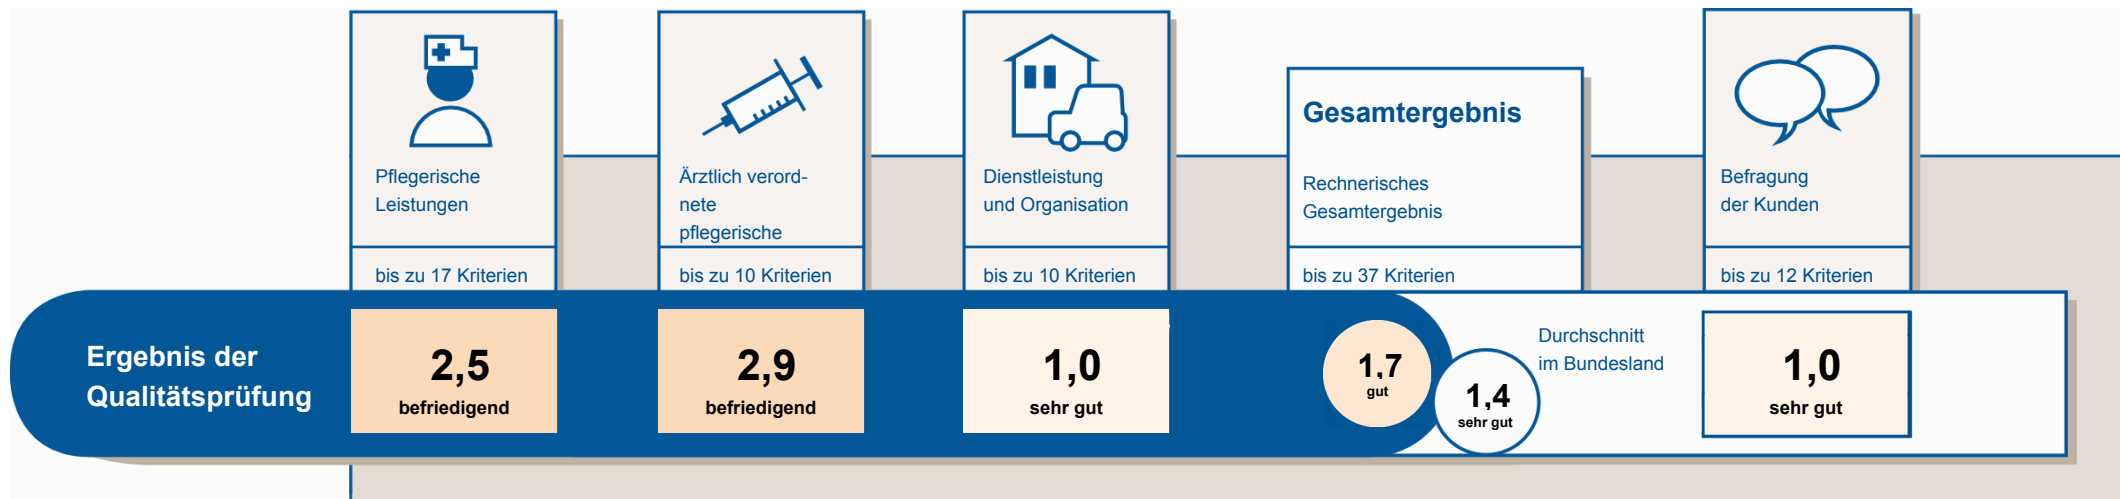 Pflegerische
Leistungen
bis zu 17 Kriterien
Ärztlich verord-
nete
pflegerische
bis zu 10 Kriterien
Dienstleistung
und Organisation
bis zu 10 Kriterien
Gesamtergebnis
Rechnerisches
Gesamtergebnis
bis zu 37 Kriterien
Befragung
der Kunden
bis zu 12 Kriterien
Ergebnis der
Qualitätsprüfung
2,5
befriedigend
2,9
befriedigend
1,0
sehr gut
1,7
gut
1,4
sehr gut
Durchschnitt
im Bundesland
1,0
sehr gut